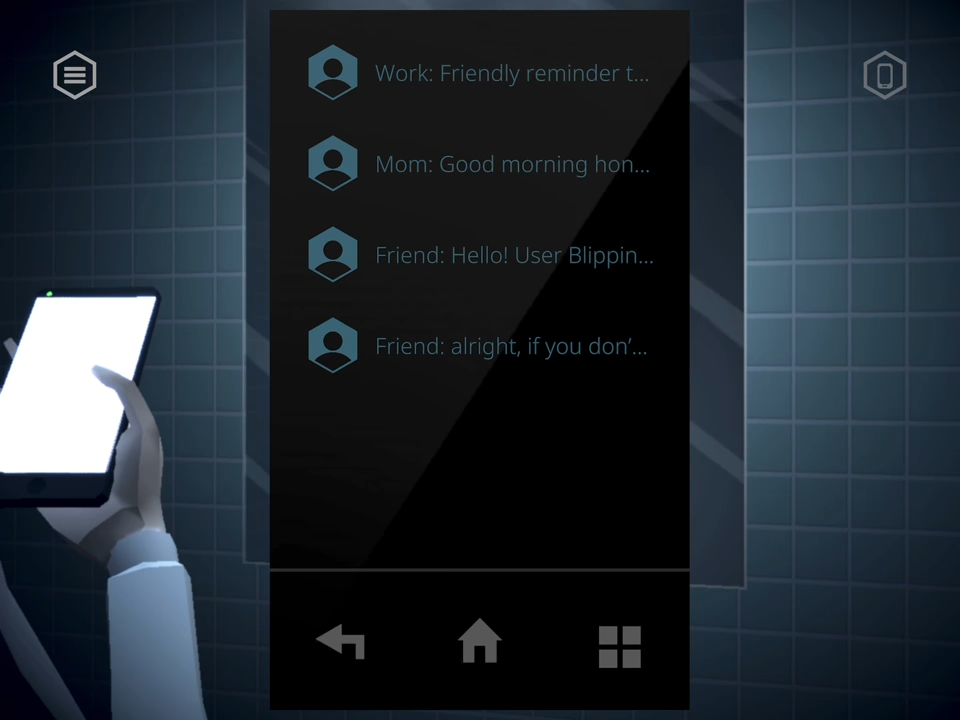 Work: Friendly reminder t...
Mom: Good morning hon...
Friend: Hello! User Blippin...
Friend: alright, if you don’...